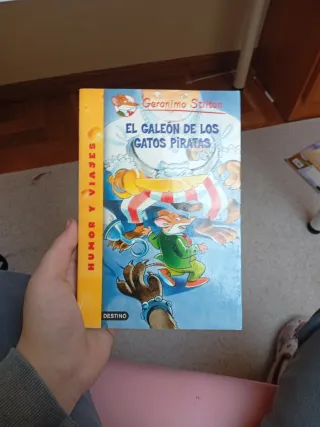 Geronimo Stilton
EL GALEÓN DE LOS
GATOS PIRATAS
HUMOR Y VIAJES
DESTINO